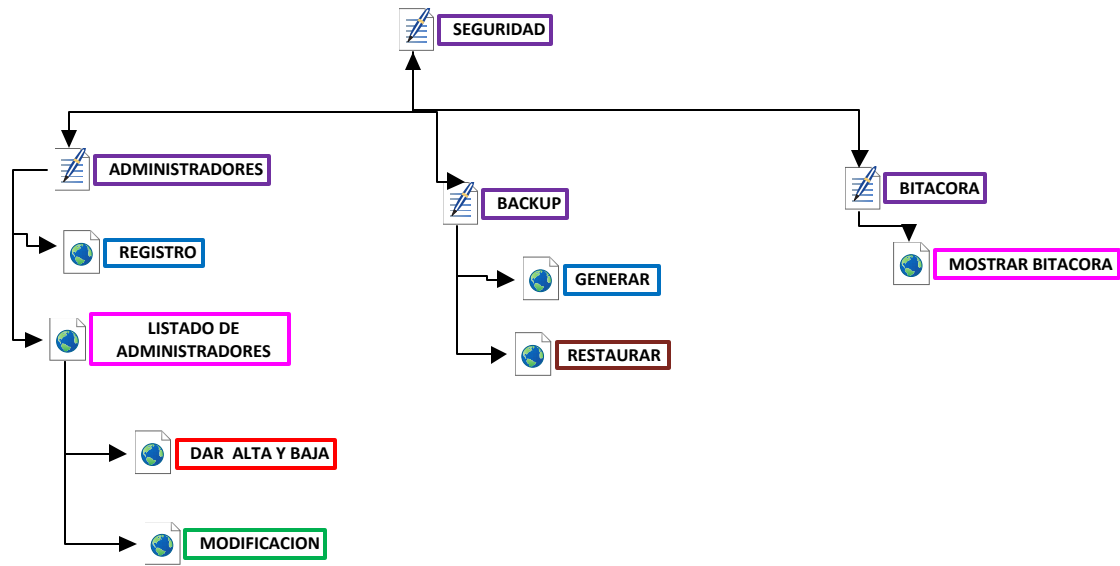 SEGURIDAD
ADMINISTRADORES
BACKUP
BITACORA
REGISTRO
MOSTRAR BITACORA
GENERAR
LISTADO DE
ADMINISTRADORES
RESTAURAR
DAR ALTA Y BAJA
MODIFICACION